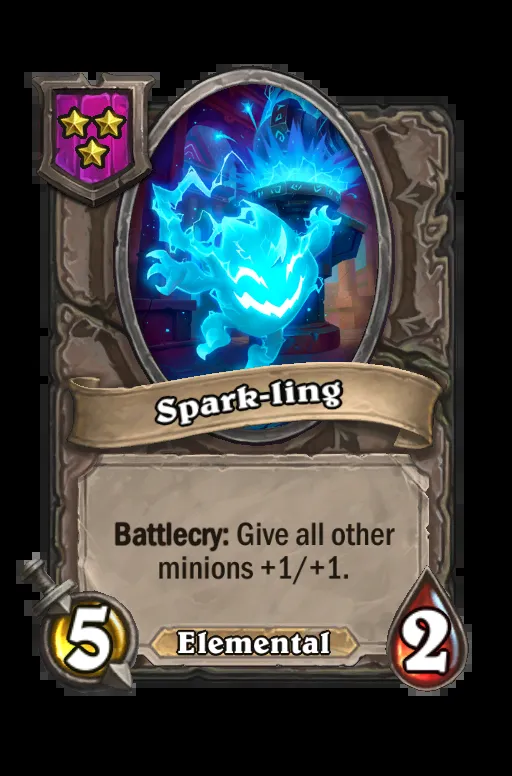 Spark-ling
Battlecry: Give all other
minions +1/+1.
5
Elemental
2